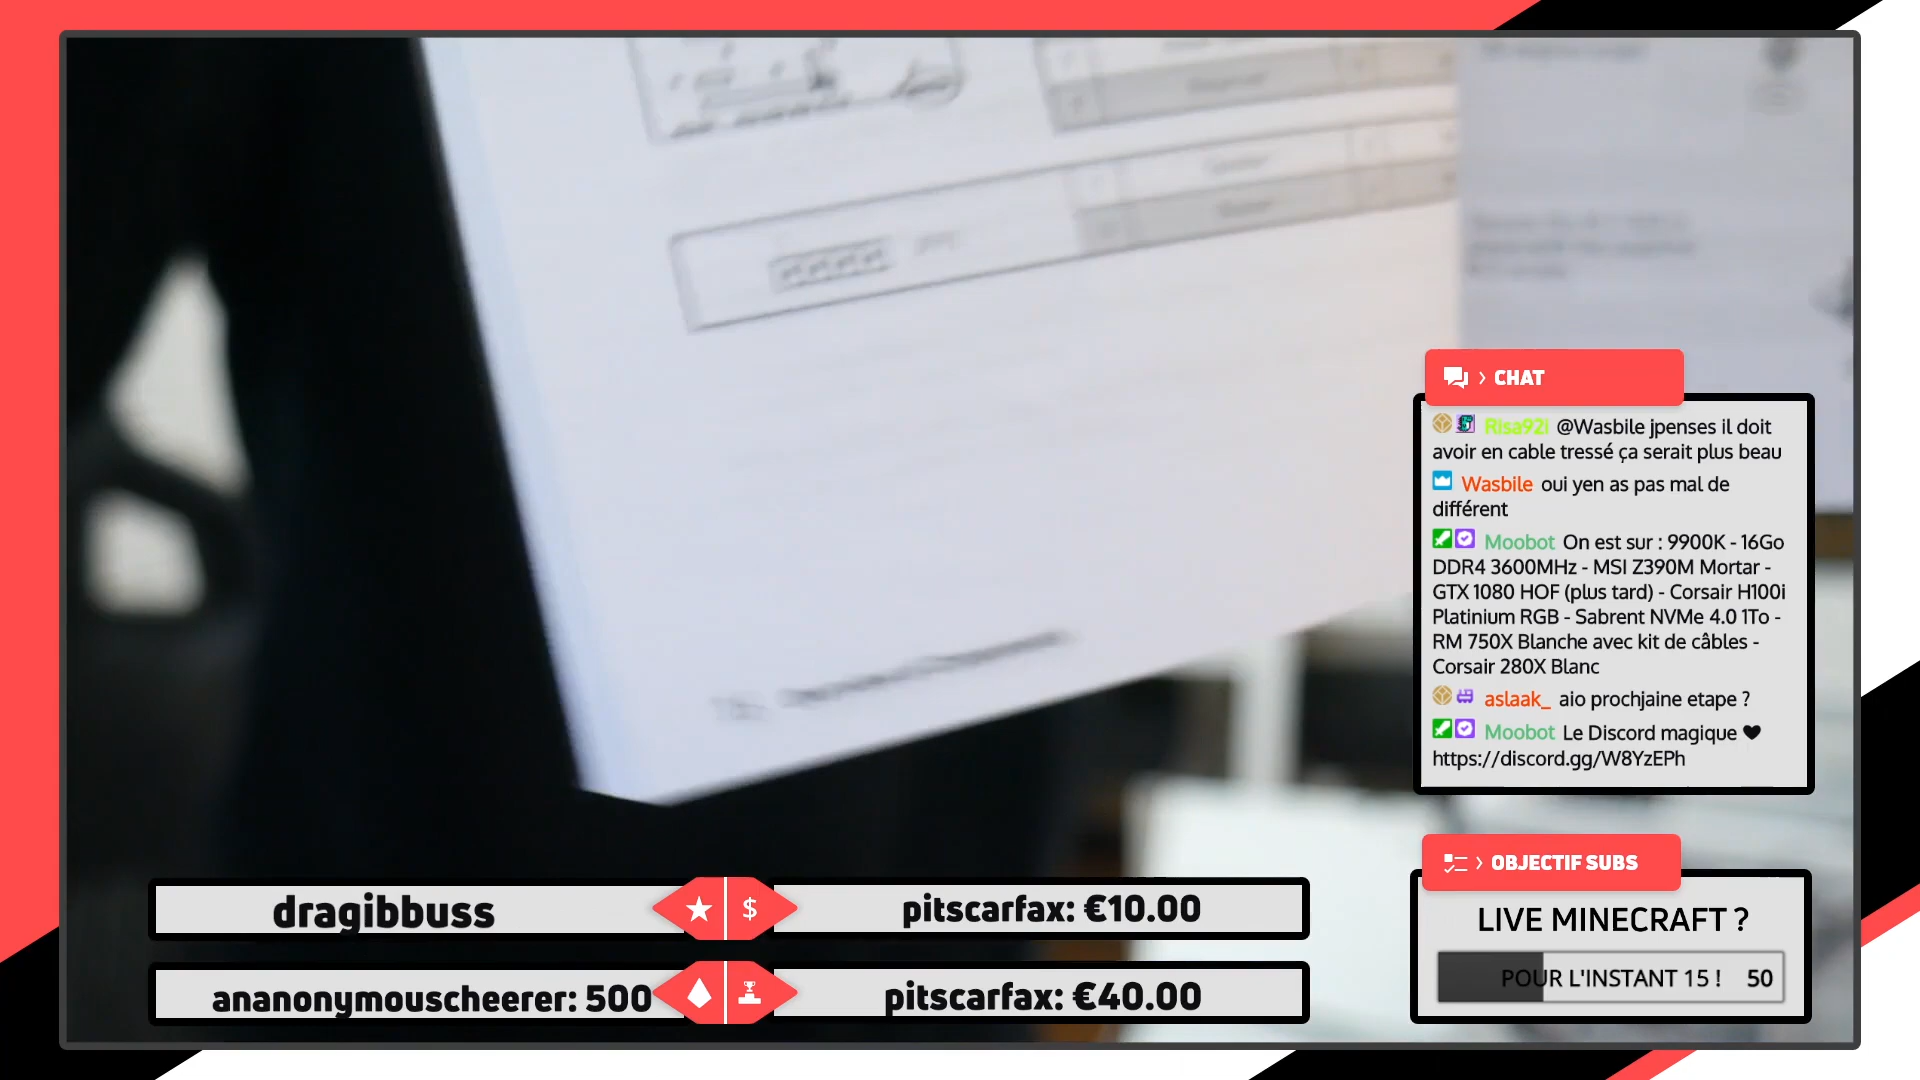 CHAT
Risa92i @Wasbile jpenses il doit
avoir en cable tressé ça serait plus beau
Wasbile oui yen as pas mal de
différent
Moobot On est sur : 9900K - 16Go
DDR4 3600MHz - MSI Z390M Mortar -
GTX 1080 HOF (plus tard) - Corsair H100i
Platinium RGB - Sabrent NVMe 4.0 1To -
RM 750X Blanche avec kit de câbles -
Corsair 280X Blanc
aslaak_ aio prochjaine etape ?
Moobot Le Discord magique ♥
https://discord.gg/W8YzEPh
OBJECTIF SUBS
LIVE MINECRAFT ?
POUR L'INSTANT 15 ! 50
dragibbuss
$
pitscarfax: €10.00
ananonymouscheerer: 500
pitscarfax: €40.00